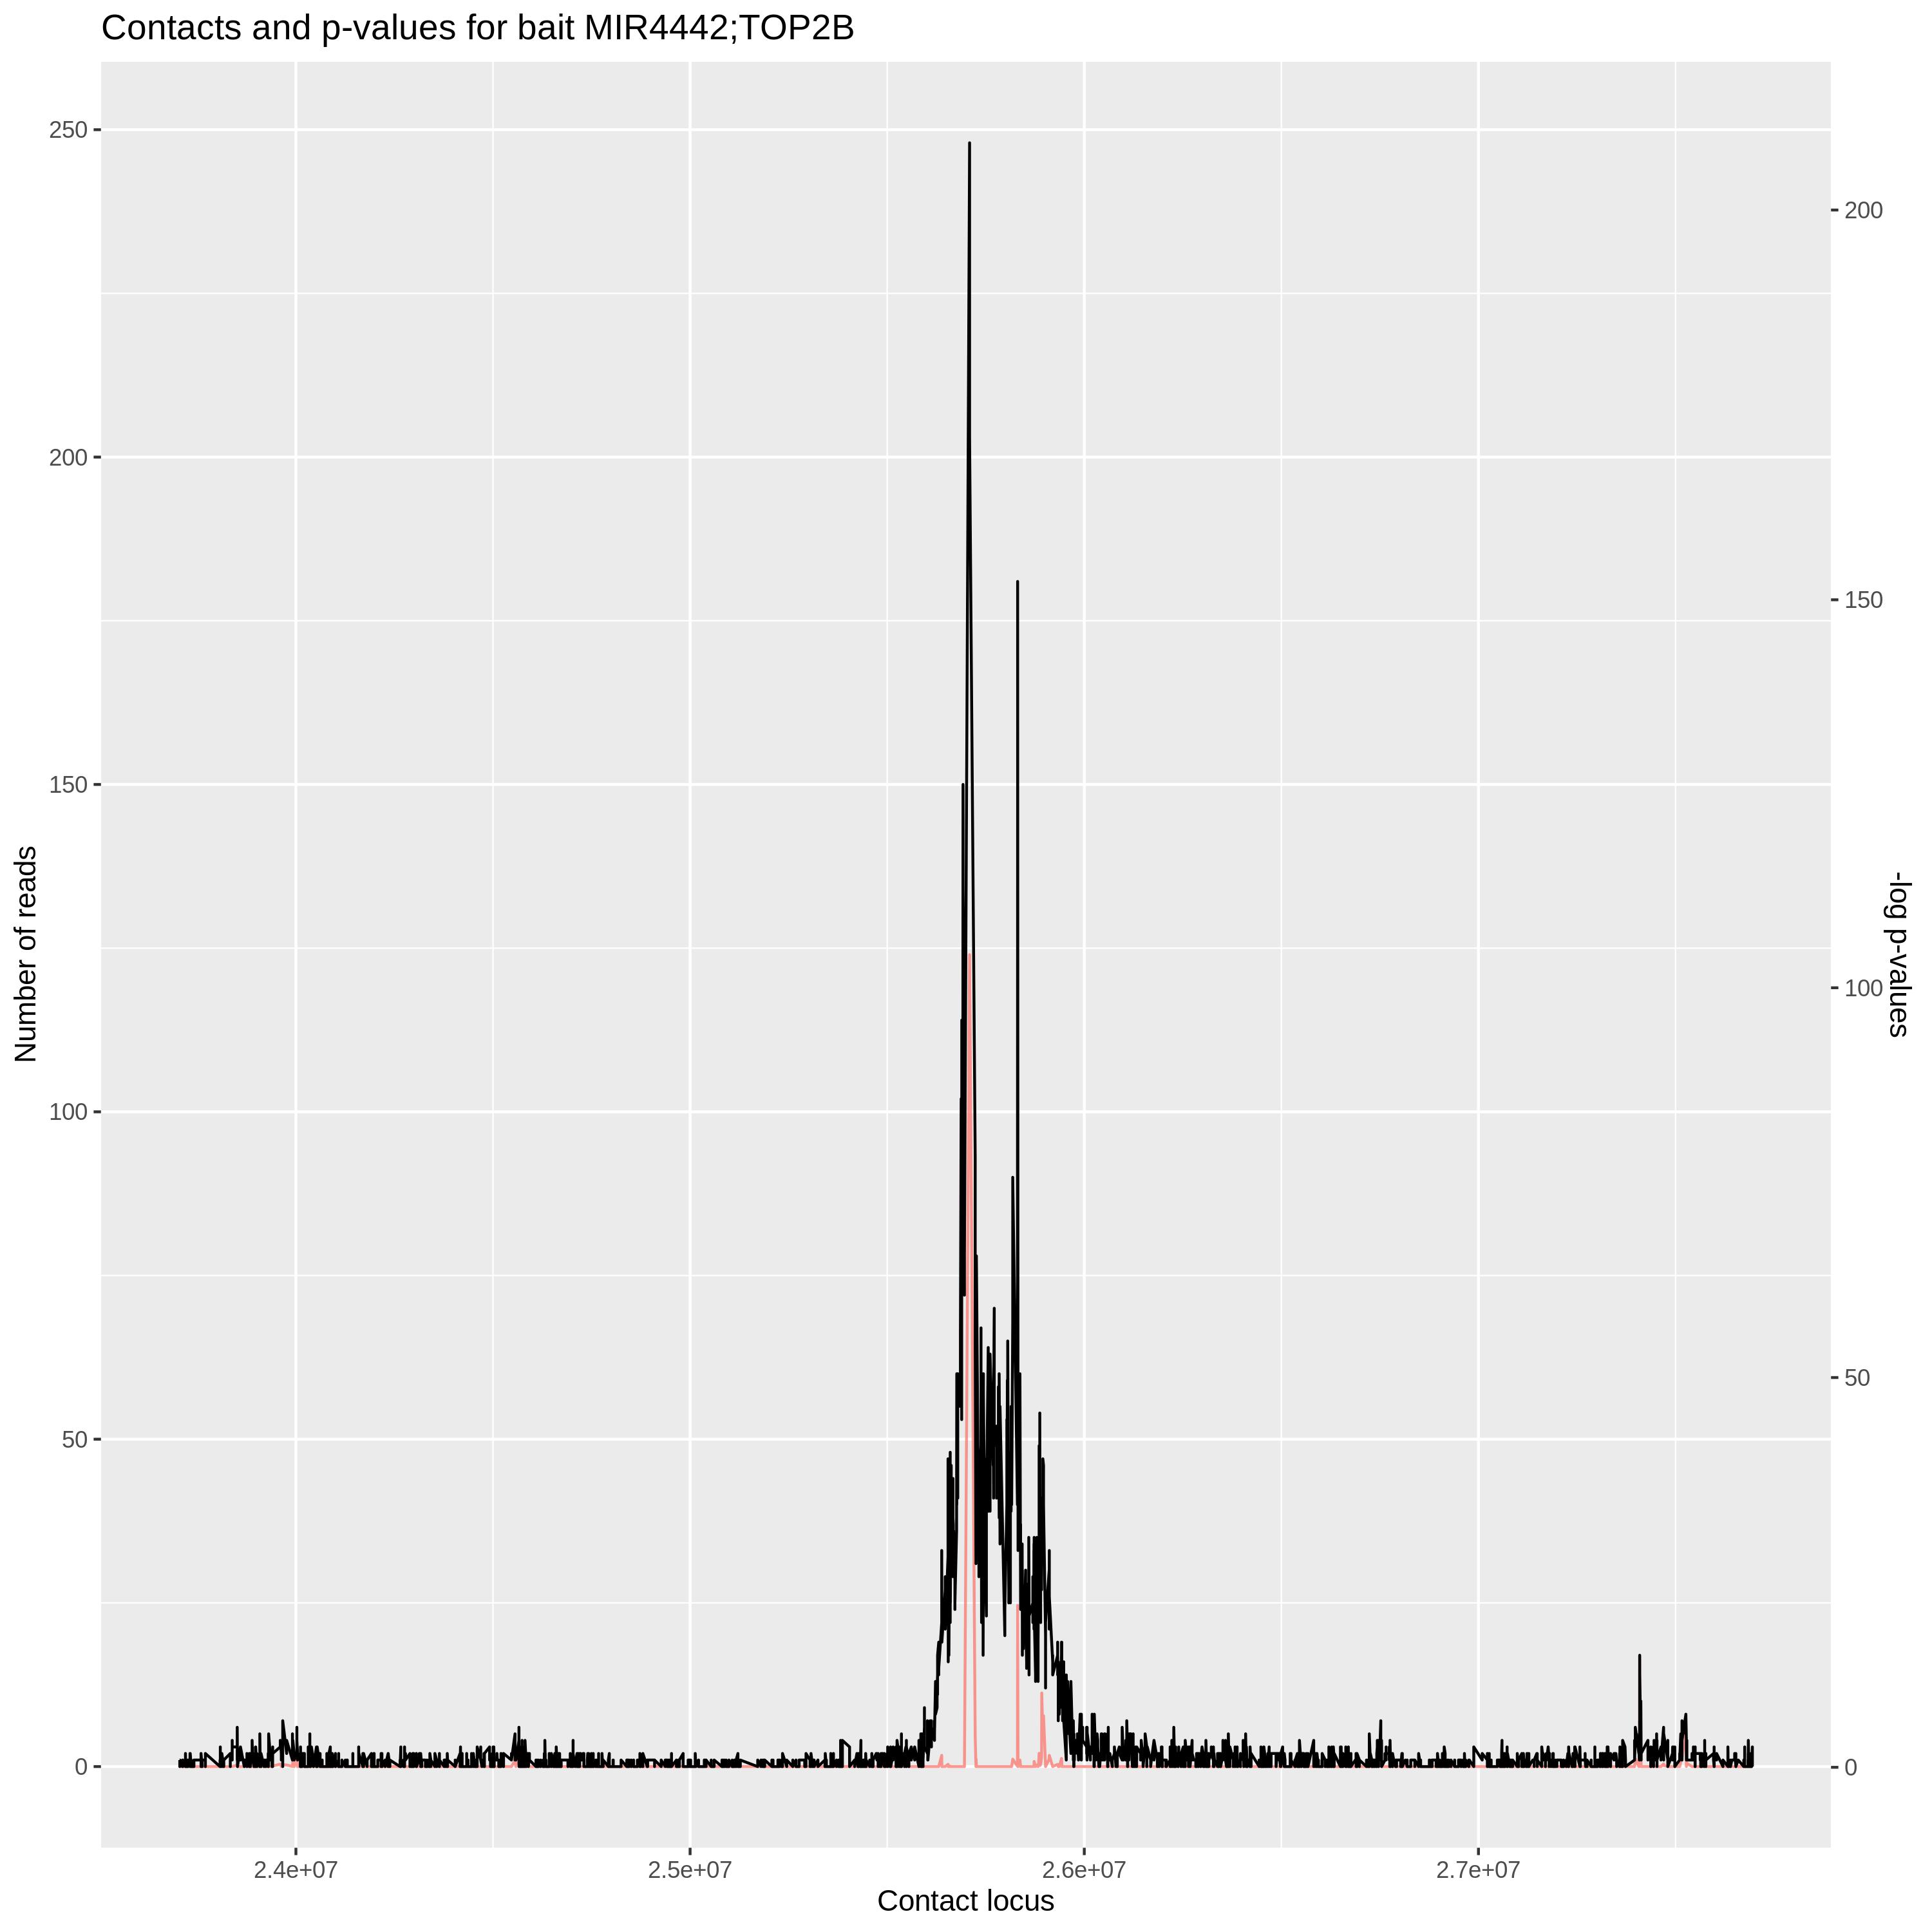 Contacts and p-values for bait MIR4442;TOP2B
250
200
150
100
50
0
Number of reads
200
150
100
50
0
-log p-values
2.4e+07
2.5e+07
2.6e+07
2.7e+07
Contact locus